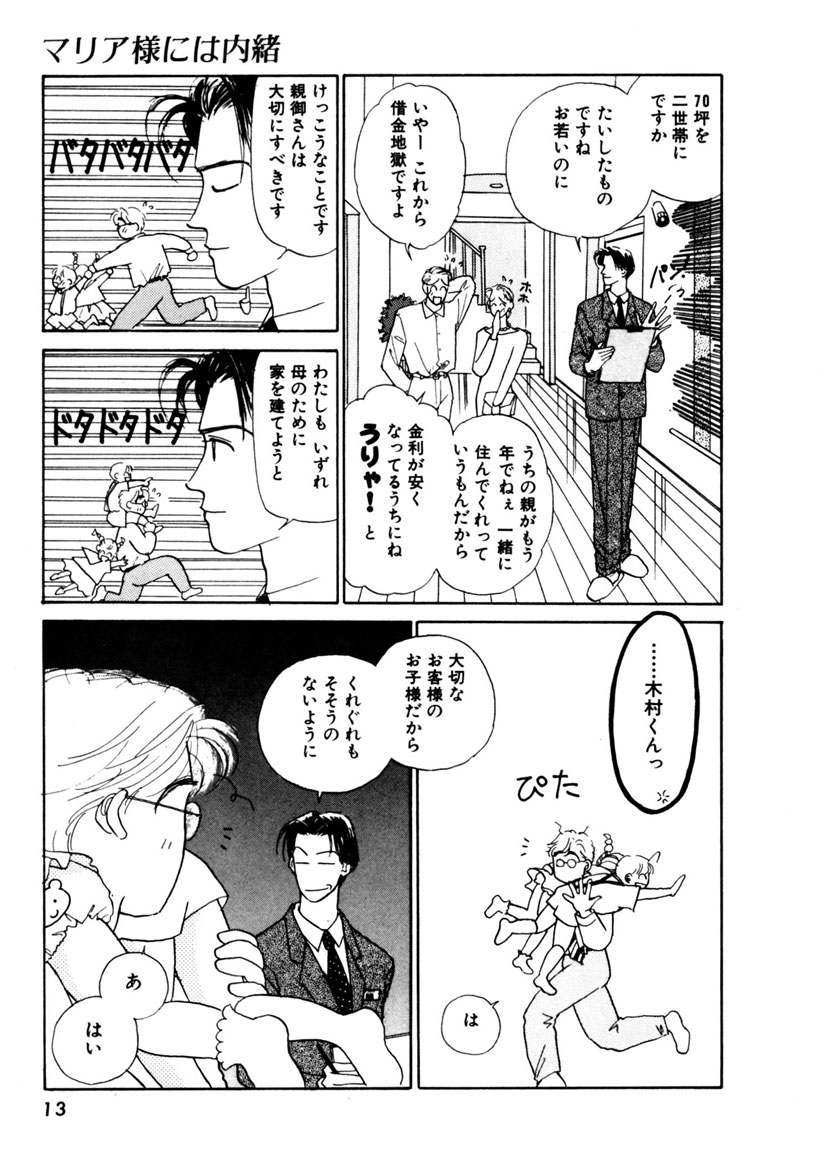 マリア様には内緒
70坪を
二世帯に
ですか
たいしたもの
ですね
お若いのに
いやー これから
借金地獄ですよ
ホホ
パンッ
うちの親がもう
年でねぇ 一緒に
住んでくれって
いうもんだから
金利が安く
なってるうちにね
うりゃ! と
けっこうなことです
親御さんは
大切にすべきです
バタバタバタ
わたしも いずれ
母のために
家を建てようと
ドタドタドタ
……木村くんっ
ぴた
は
大切な
お客様の
お子様だから
くれぐれも
そそうの
ないように
あ
はい
13